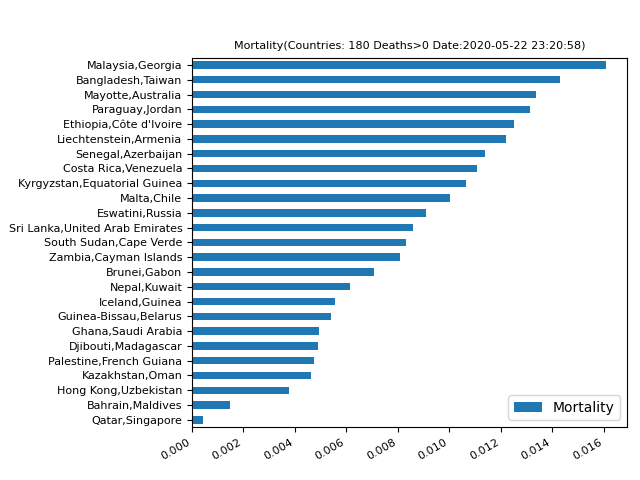 Mortality(Countries: 180 Deaths>0 Date:2020-05-22 23:20:58)
Malaysia,Georgia
Bangladesh,Taiwan
Mayotte,Australia
Paraguay,Jordan
Ethiopia,Côte d'Ivoire
Liechtenstein,Armenia
Senegal,Azerbaijan
Costa Rica,Venezuela
Kyrgyzstan,Equatorial Guinea
Malta,Chile
Eswatini,Russia
Sri Lanka,United Arab Emirates
South Sudan,Cape Verde
Zambia,Cayman Islands
Brunei,Gabon
Nepal,Kuwait
Iceland,Guinea
Guinea-Bissau,Belarus
Ghana,Saudi Arabia
Djibouti,Madagascar
Palestine,French Guiana
Kazakhstan,Oman
Hong Kong,Uzbekistan
Bahrain,Maldives
Qatar,Singapore
Mortality
0.000 0.002 0.004 0.006 0.008 0.010 0.012 0.014 0.016